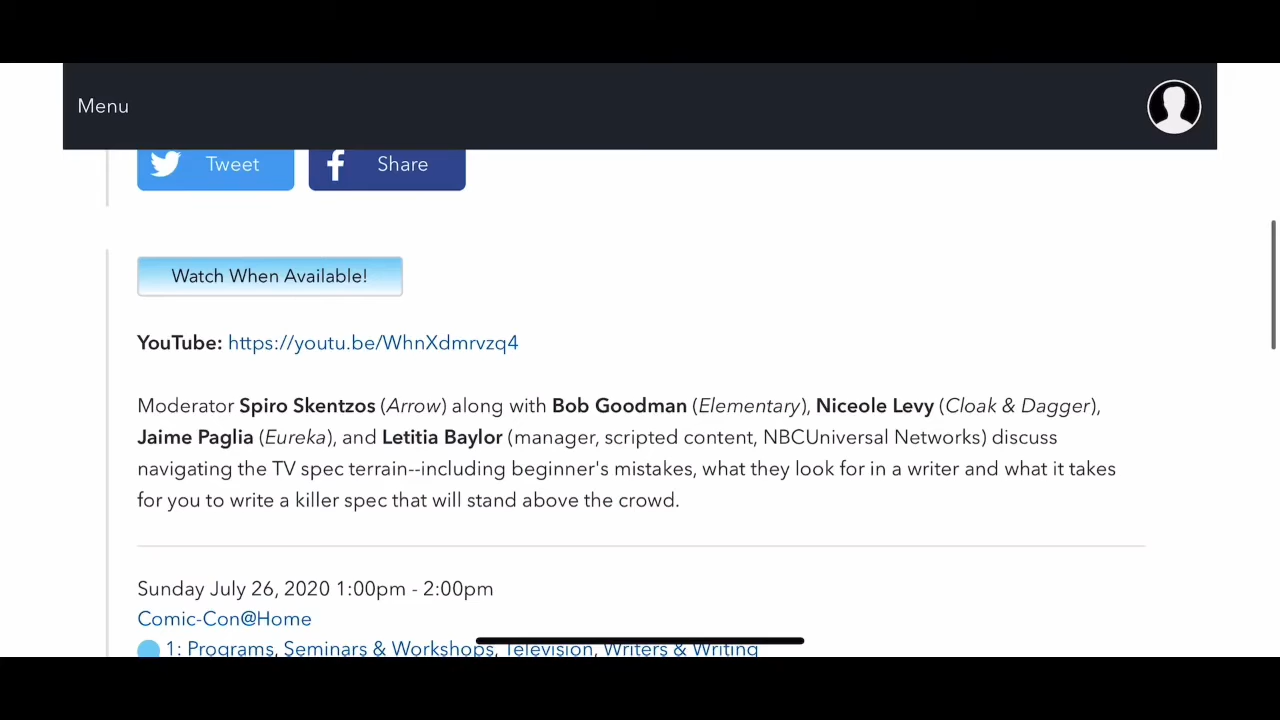 Menu
Tweet
Share
Watch When Available!
YouTube: https://youtu.be/WhnXdmrvzq4
Moderator Spiro Skentzos (Arrow) along with Bob Goodman (Elementary), Niceole Levy (Cloak & Dagger),
Jaime Paglia (Eureka), and Letitia Baylor (manager, scripted content, NBCUniversal Networks) discuss
navigating the TV spec terrain--including beginner's mistakes, what they look for in a writer and what it takes
for you to write a killer spec that will stand above the crowd.
Sunday July 26, 2020 1:00pm - 2:00pm
Comic-Con@Home
1: Programs, Seminars & Workshops, Television, Writers & Writing